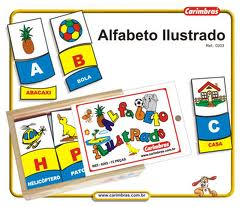 Carimbras
Alfabeto Ilustrado
Ref.: 0203
A
ABACAXI
B
BOLA
Carimbras
Alfabeto
Ilustrado
C
CASA
H
HELICÓPTERO
P
PATO
www.carimbras.com.br